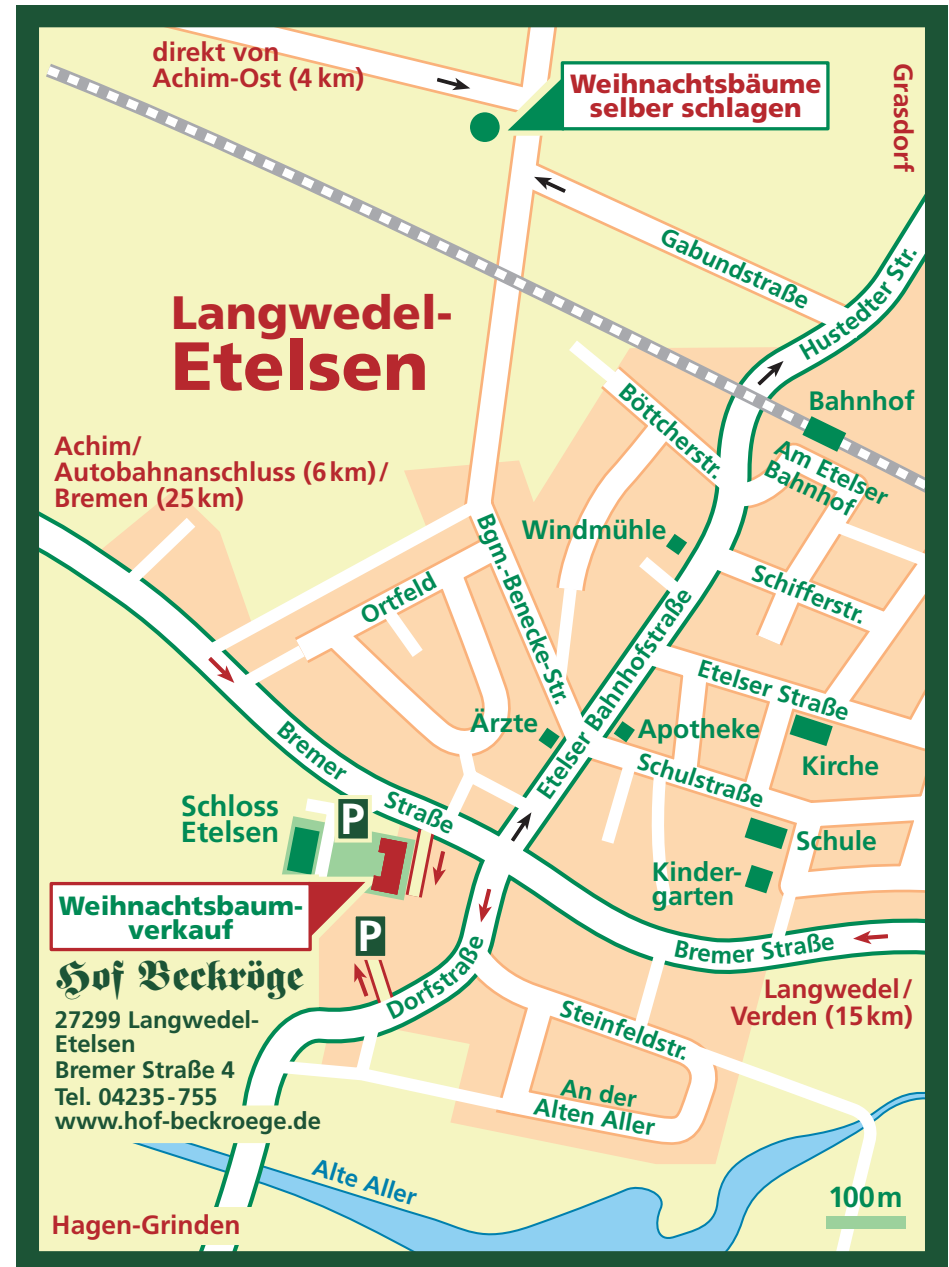 direkt von
Achim-Ost (4 km)
Weihnachtsbäume
selber schlagen
Grasdorf
Gabundstraße
Hustedter Str.
Langwedel-
Etelsen
Böttcherstr.
Bahnhof
Am Etelser
Bahnhof
Achim/
Autobahnanschluss (6 km) /
Bremen (25 km)
Windmühle
Bgm.-Benecke-Str.
Ortfeld
Schifferstr.
Etelser Bahnhofstraße
Etelser Straße
Ärzte
Apotheke
Kirche
Schulstraße
Bremer
Straße
Schloss
Etelsen
P
Schule
Kinder-
garten
Weihnachtsbaum-
verkauf
P
Bremer Straße
Hof Beckröge
Dorfstraße
Langwedel /
Verden (15 km)
27299 Langwedel-
Etelsen
Bremer Straße 4
Tel. 04235 - 755
www.hof-beckroege.de
Steinfeldstr.
An der
Alten Aller
Alte Aller
100 m
Hagen-Grinden